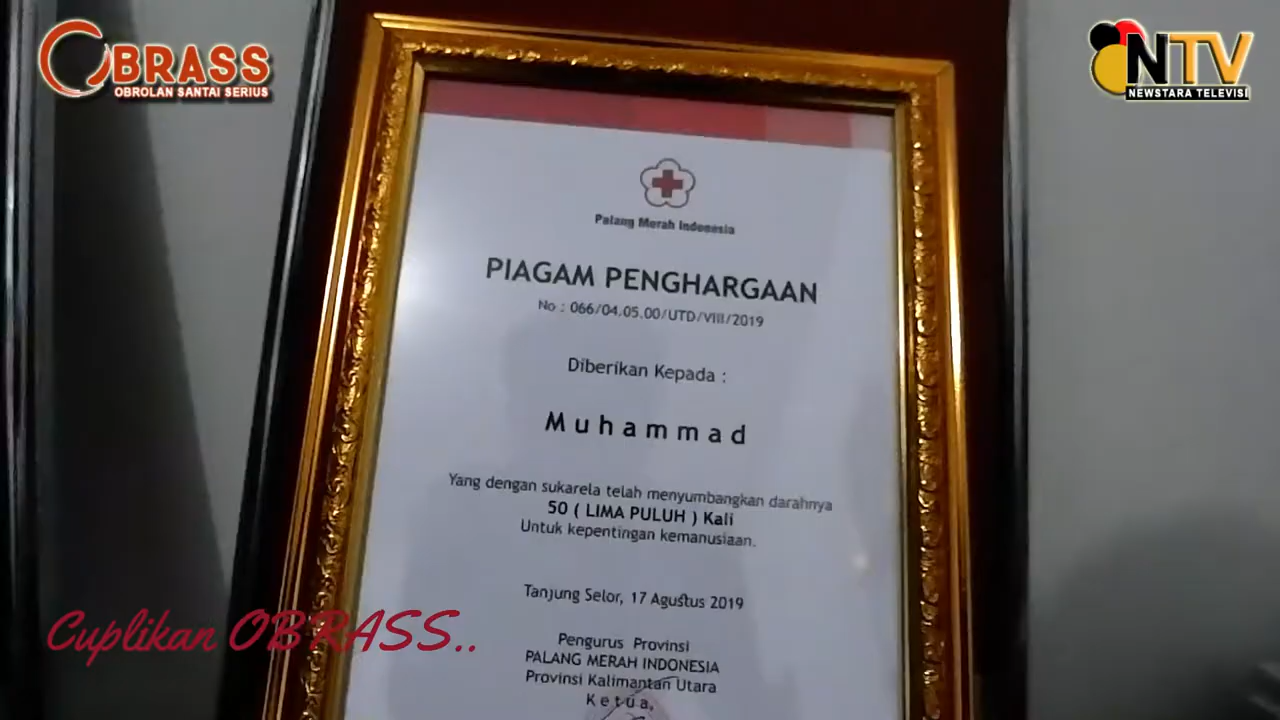 OBRASS
OBROLAN SANTAI SERIUS
NTV
NEWSTARA TELEVISI
Palang Merah Indonesia
PIAGAM PENGHARGAAN
No : 066/04.05.00/UTD/VIII/2019
Diberikan Kepada :
Muhammad
Yang dengan sukarela telah menyumbangkan darahnya
50 ( LIMA PULUH ) Kali
Untuk kepentingan kemanusiaan.
Tanjung Selor, 17 Agustus 2019
Pengurus Provinsi
PALANG MERAH INDONESIA
Provinsi Kalimantan Utara
Ketua,
Cuplikan OBRASS..